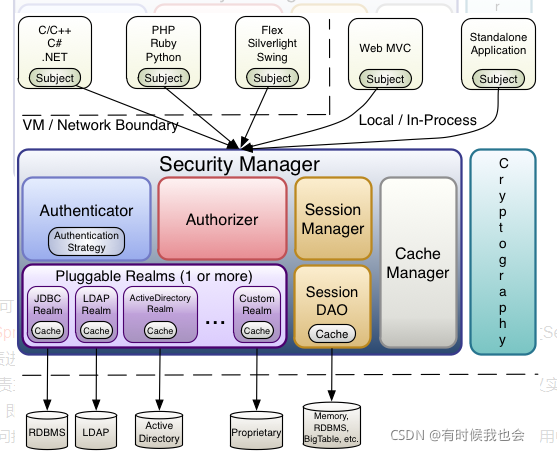 C/C++
C#
.NET
Subject
PHP
Ruby
Python
Subject
Flex
Silverlight
Swing
Subject
Web MVC
Subject
Standalone
Application
Subject
VM / Network Boundary
Local / In-Process
Security Manager
Authenticator
Authentication
Strategy
Authorizer
Session
Manager
Cache
Manager
Cryptography
Pluggable Realms (1 or more)
JDBC
Realm
Cache
LDAP
Realm
Cache
ActiveDirectory
Realm
Cache
...
Custom
Realm
Cache
Session
DAO
Cache
RDBMS
LDAP
Active
Directory
Proprietary
Memory,
RDBMS,
BigTable, etc.
CSDN @有时候我也会